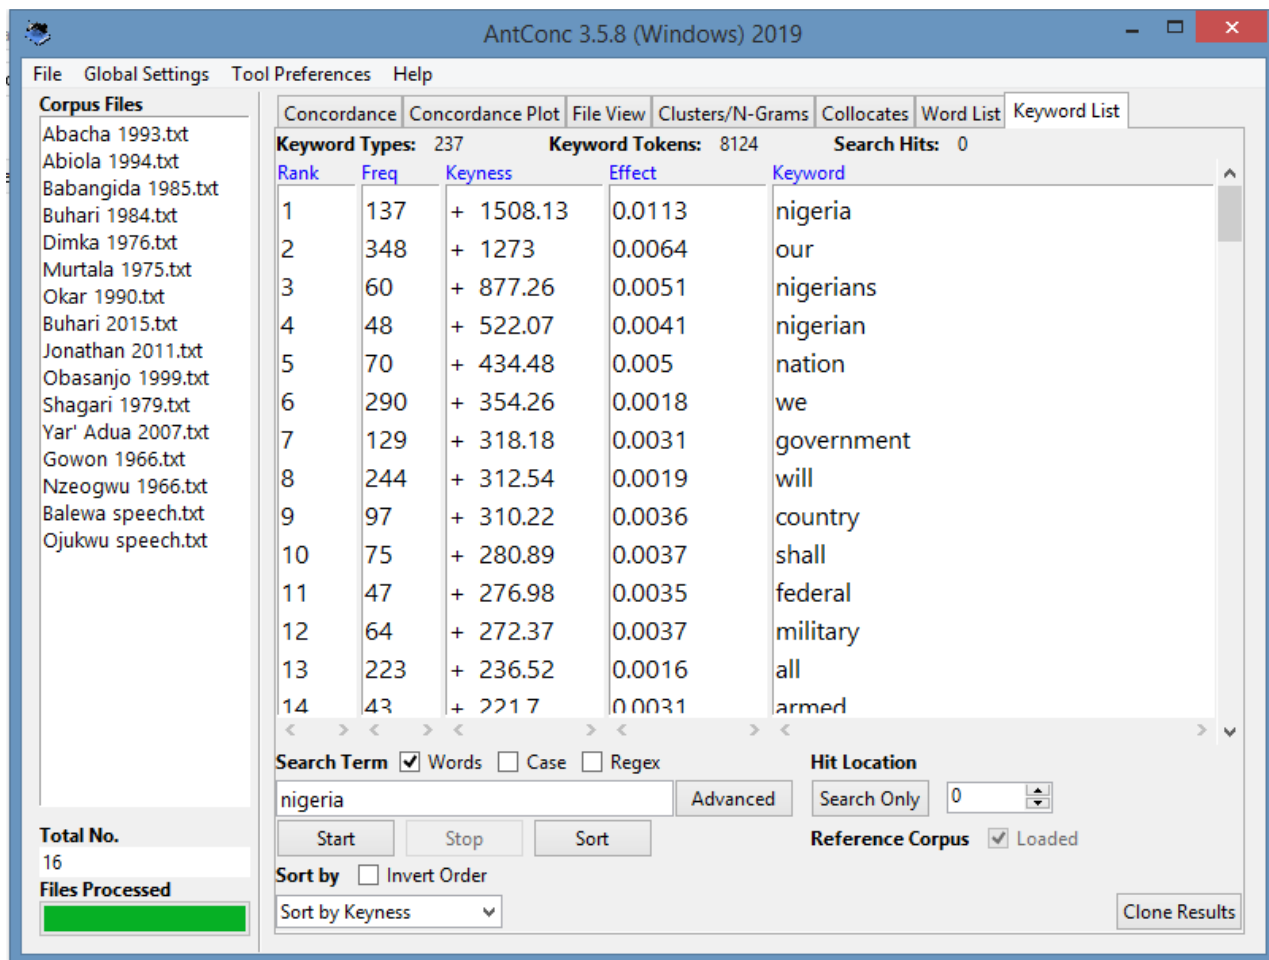 AntConc 3.5.8 (Windows) 2019
File Global Settings Tool Preferences Help
Corpus Files
Abacha 1993.txt
Abiola 1994.txt
Babangida 1985.txt
Buhari 1984.txt
Dimka 1976.txt
Murtala 1975.txt
Okar 1990.txt
Buhari 2015.txt
Jonathan 2011.txt
Obasanjo 1999.txt
Shagari 1979.txt
Yar' Adua 2007.txt
Gowon 1966.txt
Nzeogwu 1966.txt
Balewa speech.txt
Ojukwu speech.txt
Total No.
16
Files Processed
Concordance Concordance Plot File View Clusters/N-Grams Collocates Word List Keyword List
Keyword Types: 237 Keyword Tokens: 8124 Search Hits: 0
Rank Freq Keyness Effect Keyword
1 137 + 1508.13 0.0113 nigeria
2 348 + 1273 0.0064 our
3 60 + 877.26 0.0051 nigerians
4 48 + 522.07 0.0041 nigerian
5 70 + 434.48 0.005 nation
6 290 + 354.26 0.0018 we
7 129 + 318.18 0.0031 government
8 244 + 312.54 0.0019 will
9 97 + 310.22 0.0036 country
10 75 + 280.89 0.0037 shall
11 47 + 276.98 0.0035 federal
12 64 + 272.37 0.0037 military
13 223 + 236.52 0.0016 all
14 43 + 221.7 0.0031 armed
Search Term Words Case Regex Hit Location
nigeria Advanced Search Only 0
Start Stop Sort Reference Corpus Loaded
Sort by Invert Order
Sort by Keyness Clone Results